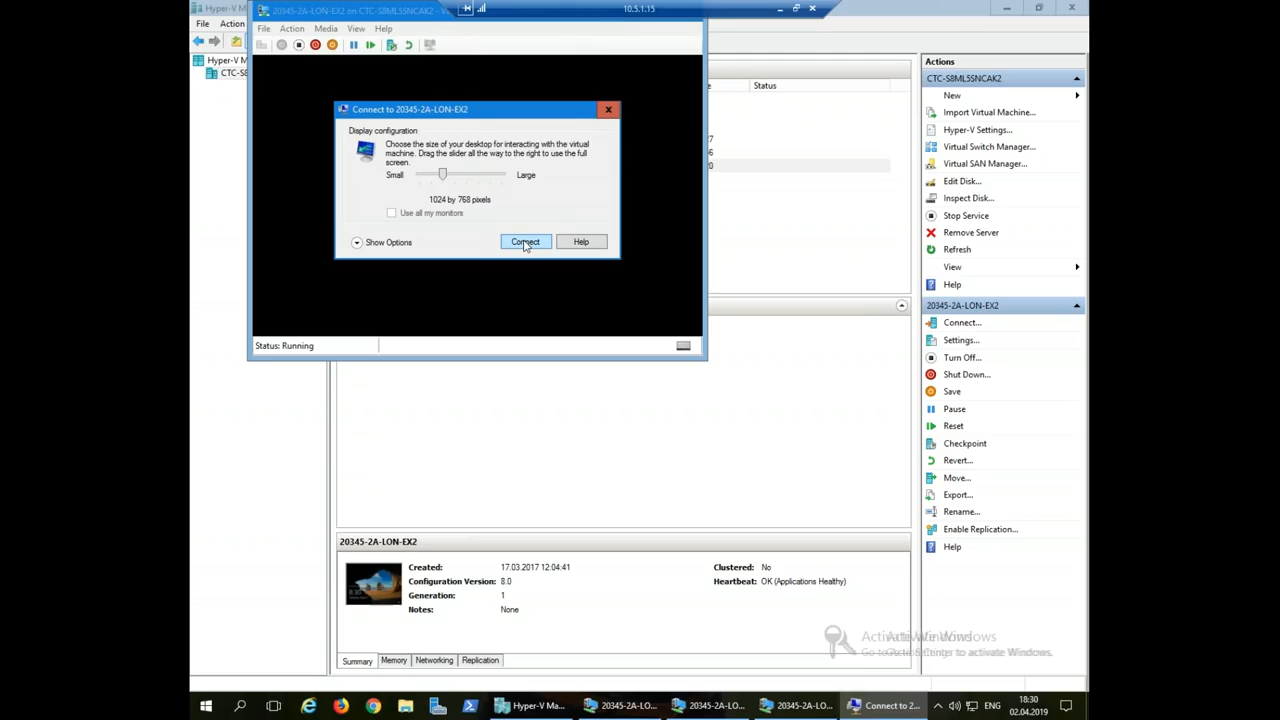 Hyper-V M
20345-2A-LON-EX2 on CTC-S8ML5SNCAK2 - V
10.5.1.15
File Action
File Action Media View Help
Hyper-V M
CTC-S8
Status
Connect to 20345-2A-LON-EX2
Display configuration
Choose the size of your desktop for interacting with the virtual
machine. Drag the slider all the way to the right to use the full
screen.
Small Large
1024 by 768 pixels
Use all my monitors
Show Options
Connect
Help
Status: Running
Actions
CTC-S8ML5SNCAK2
New
Import Virtual Machine...
Hyper-V Settings...
Virtual Switch Manager...
Virtual SAN Manager...
Edit Disk...
Inspect Disk...
Stop Service
Remove Server
Refresh
View
Help
20345-2A-LON-EX2
Connect...
Settings...
Turn Off...
Shut Down...
Save
Pause
Reset
Checkpoint
Revert...
Move...
Export...
Rename...
Enable Replication...
Help
20345-2A-LON-EX2
Created: 17.03.2017 12:04:41
Configuration Version: 8.0
Generation: 1
Notes: None
Clustered: No
Heartbeat: OK (Applications Healthy)
Summary Memory Networking Replication
Windows
Settings to activate Windows.
Hyper-V Ma...
20345-2A-LO...
20345-2A-LO...
20345-2A-LO...
Connect to 2...
ENG
18:30
02.04.2019